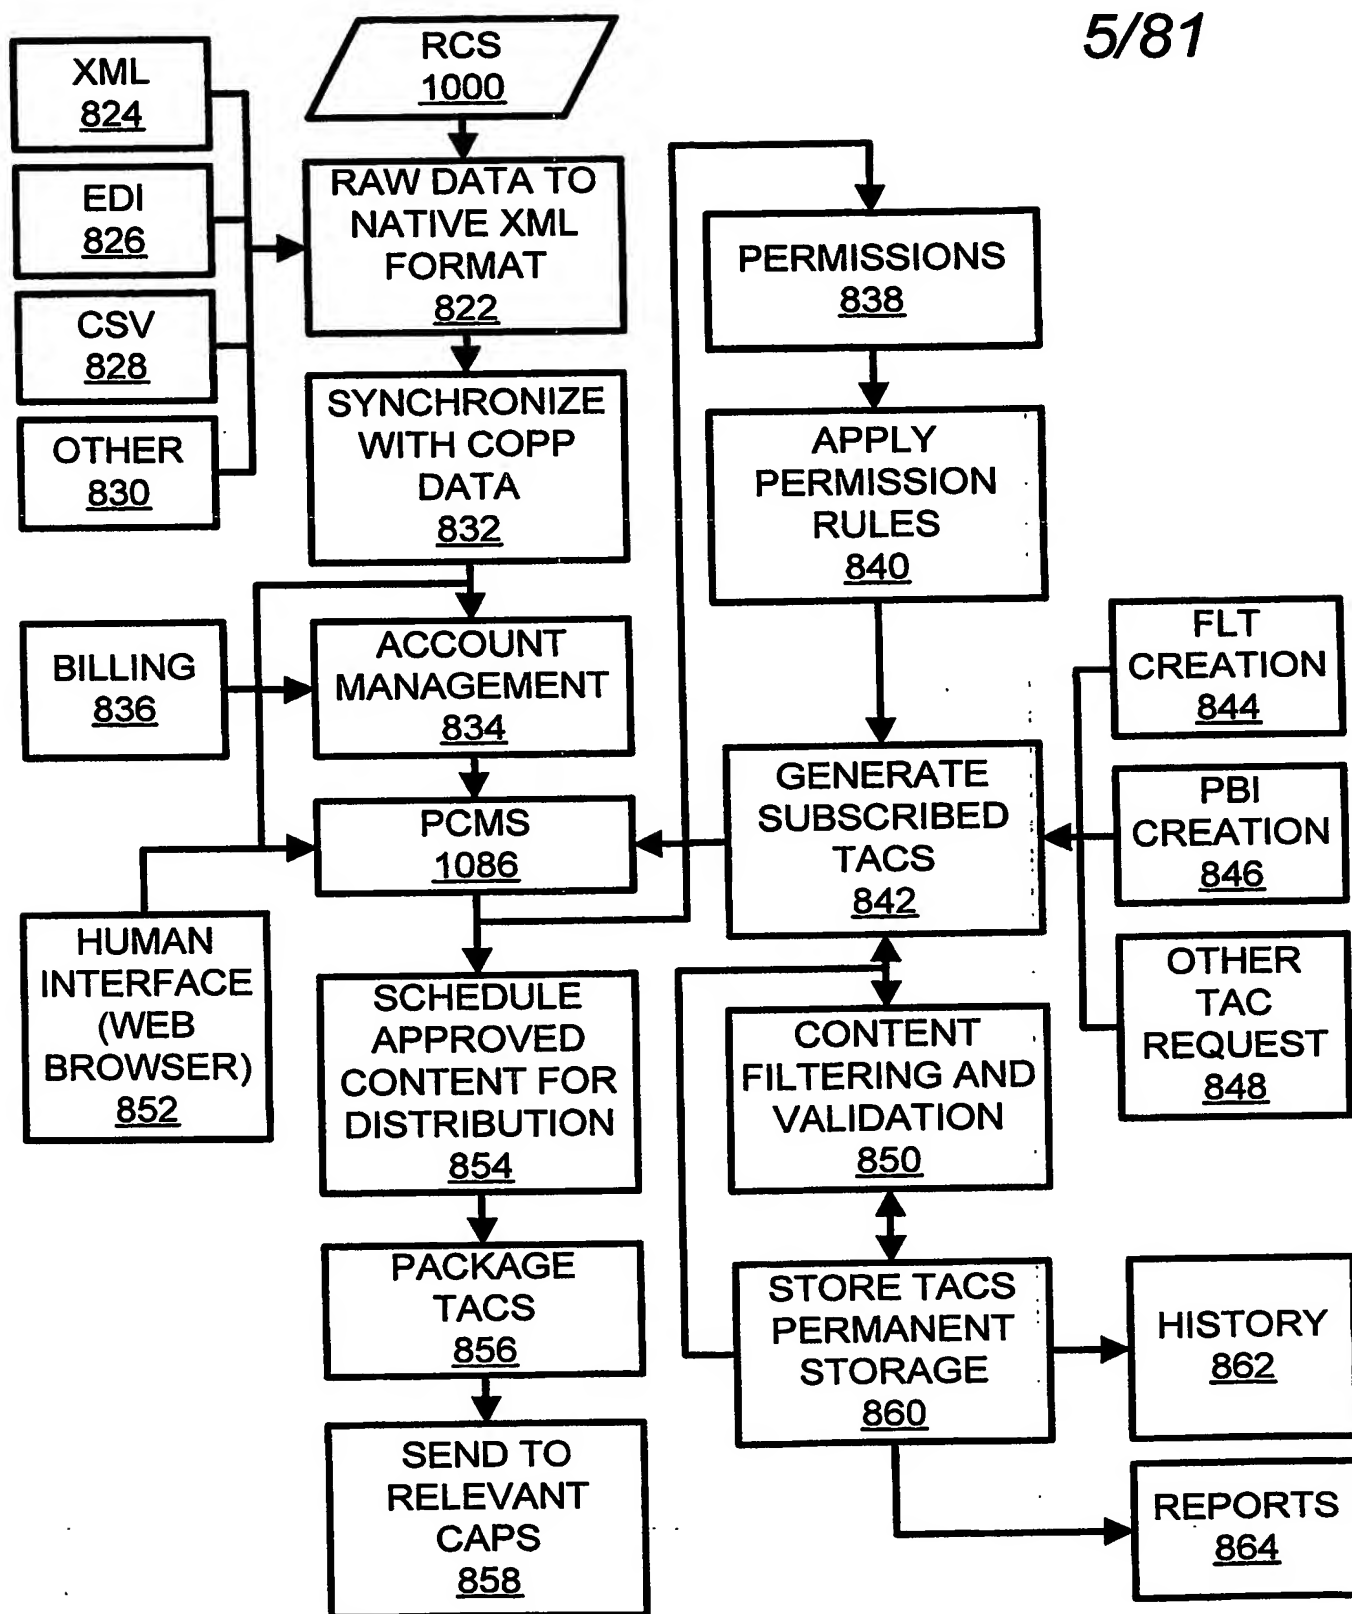 5/81
RCS
1000
XML
824
EDI
826
CSV
828
OTHER
830
RAW DATA TO
NATIVE XML
FORMAT
822
SYNCHRONIZE
WITH COPP
DATA
832
BILLING
836
ACCOUNT
MANAGEMENT
834
PCMS
1086
HUMAN
INTERFACE
(WEB
BROWSER)
852
SCHEDULE
APPROVED
CONTENT FOR
DISTRIBUTION
854
PACKAGE
TACS
856
SEND TO
RELEVANT
CAPS
858
PERMISSIONS
838
APPLY
PERMISSION
RULES
840
GENERATE
SUBSCRIBED
TACS
842
FLT
CREATION
844
PBI
CREATION
846
OTHER
TAC
REQUEST
848
CONTENT
FILTERING AND
VALIDATION
850
STORE TACS
PERMANENT
STORAGE
860
HISTORY
862
REPORTS
864